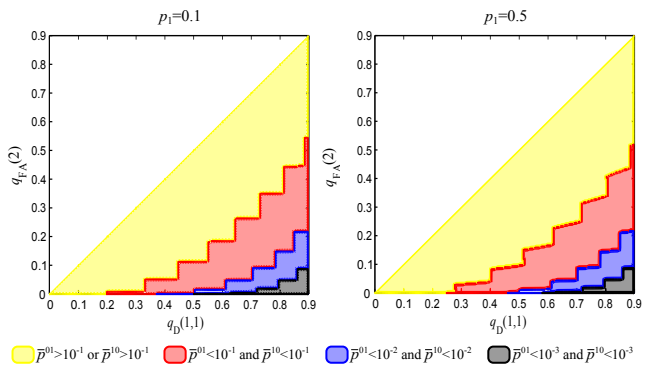 p₁=0.1 p₁=0.5
0.9 0.9
0.8 0.8
0.7 0.7
0.6 0.6
0.5 0.5
q_FA(2) q_FA(2)
0.4 0.4
0.3 0.3
0.2 0.2
0.1 0.1
0 0
0 0.1 0.2 0.3 0.4 0.5 0.6 0.7 0.8 0.9 0 0.1 0.2 0.3 0.4 0.5 0.6 0.7 0.8 0.9
q_D(1,1) q_D(1,1)
p̅⁰¹>10⁻¹ or p̅¹⁰>10⁻¹ p̅⁰¹<10⁻¹ and p̅¹⁰<10⁻¹ p̅⁰¹<10⁻² and p̅¹⁰<10⁻² p̅⁰¹<10⁻³ and p̅¹⁰<10⁻³